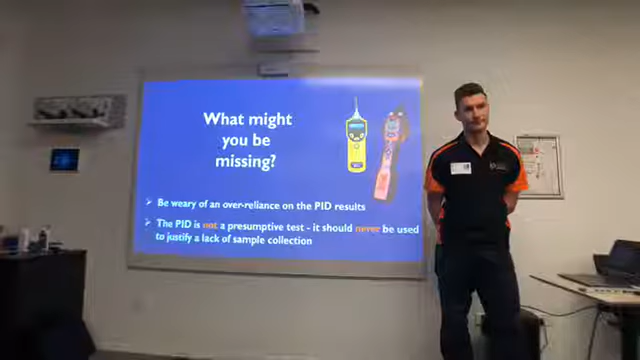 What might
you be
missing?
Be weary of an over-reliance on the PID results
The PID is not a presumptive test - it should never be used
to justify a lack of sample collection